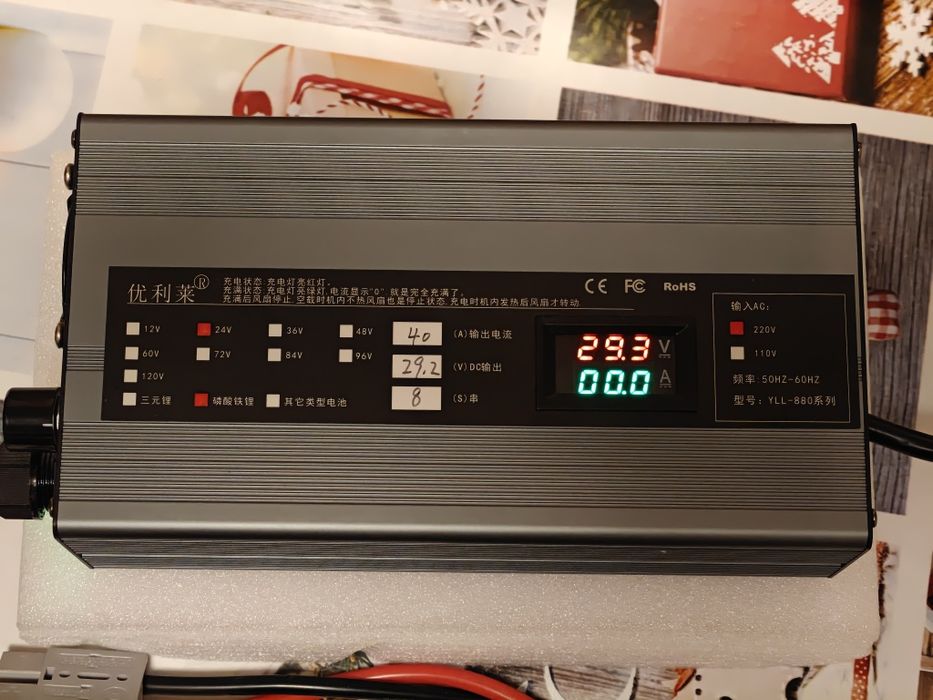 优利莱®
充电状态:充电灯亮红灯。
充满状态:充电灯亮绿灯,电流显示"0".就是完全充满了。
充满后风扇停止.空载时机内不热风扇也是停止状态.充电时机内发热后风扇才转动.
CE FC RoHS
12V 24V 36V 48V
60V 72V 84V 96V
120V
三元锂 磷酸铁锂 其它类型电池
40 (A)输出电流
29.2 (V)DC输出
8 (S)串
29.3 V
00.0 A
输入AC:
220V
110V
频率:50HZ-60HZ
型号: YLL-880系列